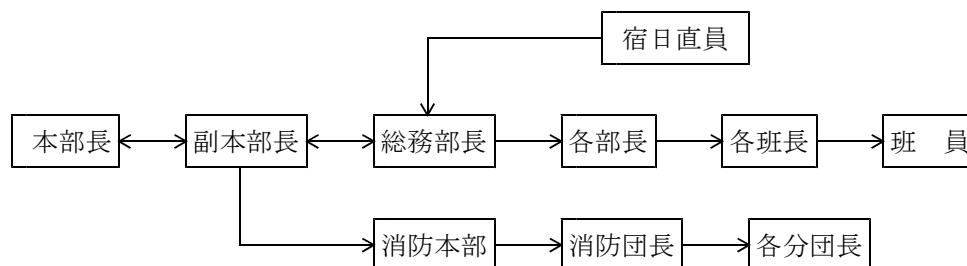 宿日直員
本部長 副本部長 総務部長 各部長 各班長 班　員
消防本部 消防団長 各分団長